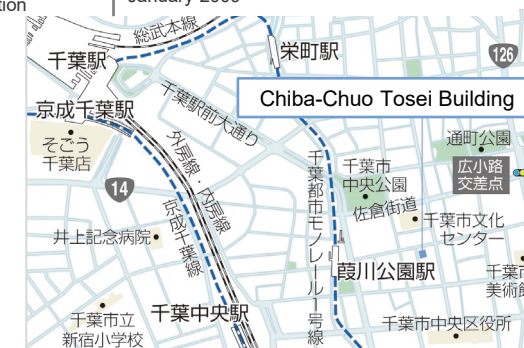 総武本線
千葉駅
栄町駅
126
Chiba-Chuo Tosei Building
京成千葉駅
千葉駅前大通り
そごう
千葉店
外房線・内房線
14
千葉都市モノレール1号線
千葉市
中央公園
通町公園
広小路
交差点
佐倉街道
千葉市文化
センター
京成千葉線
井上記念病院
葭川公園駅
千葉市
美術館
千葉市立
新宿小学校
千葉中央駅
千葉市中央区役所